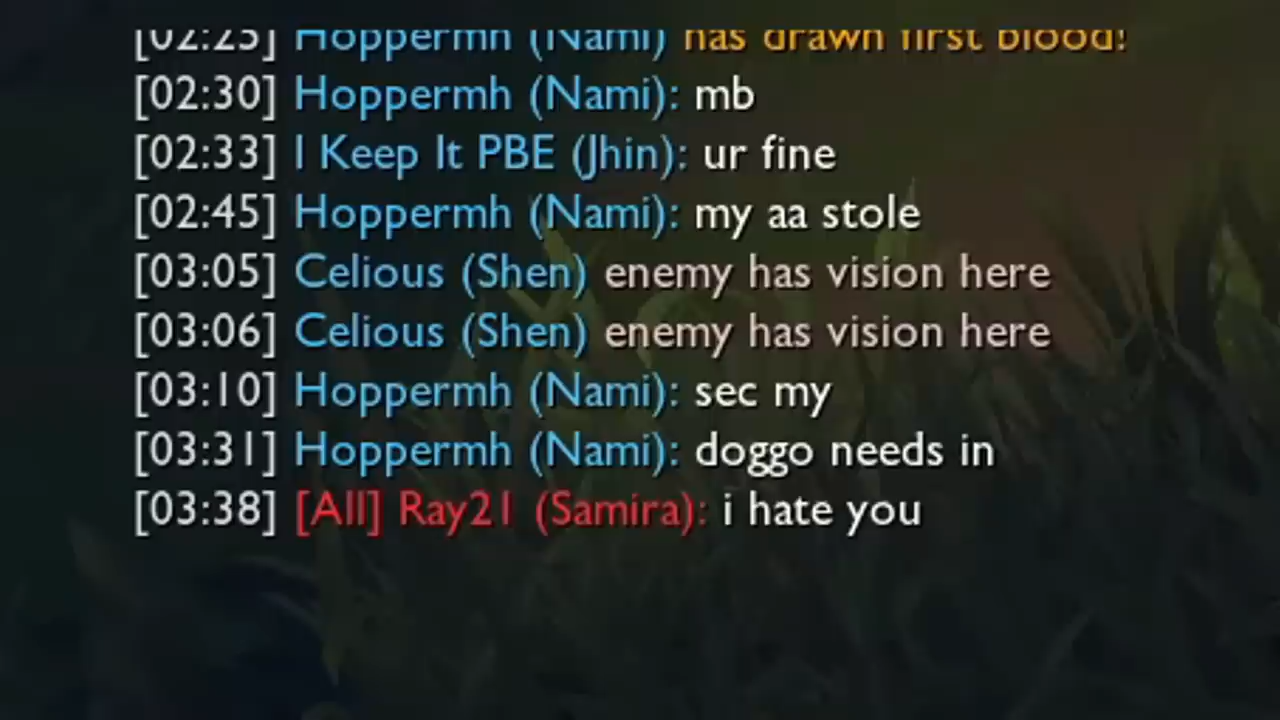 [02:25] Hoppermh (Nami) has drawn first blood!
[02:30] Hoppermh (Nami): mb
[02:33] I Keep It PBE (Jhin): ur fine
[02:45] Hoppermh (Nami): my aa stole
[03:05] Celious (Shen) enemy has vision here
[03:06] Celious (Shen) enemy has vision here
[03:10] Hoppermh (Nami): sec my
[03:31] Hoppermh (Nami): doggo needs in
[03:38] [All] Ray21 (Samira): i hate you